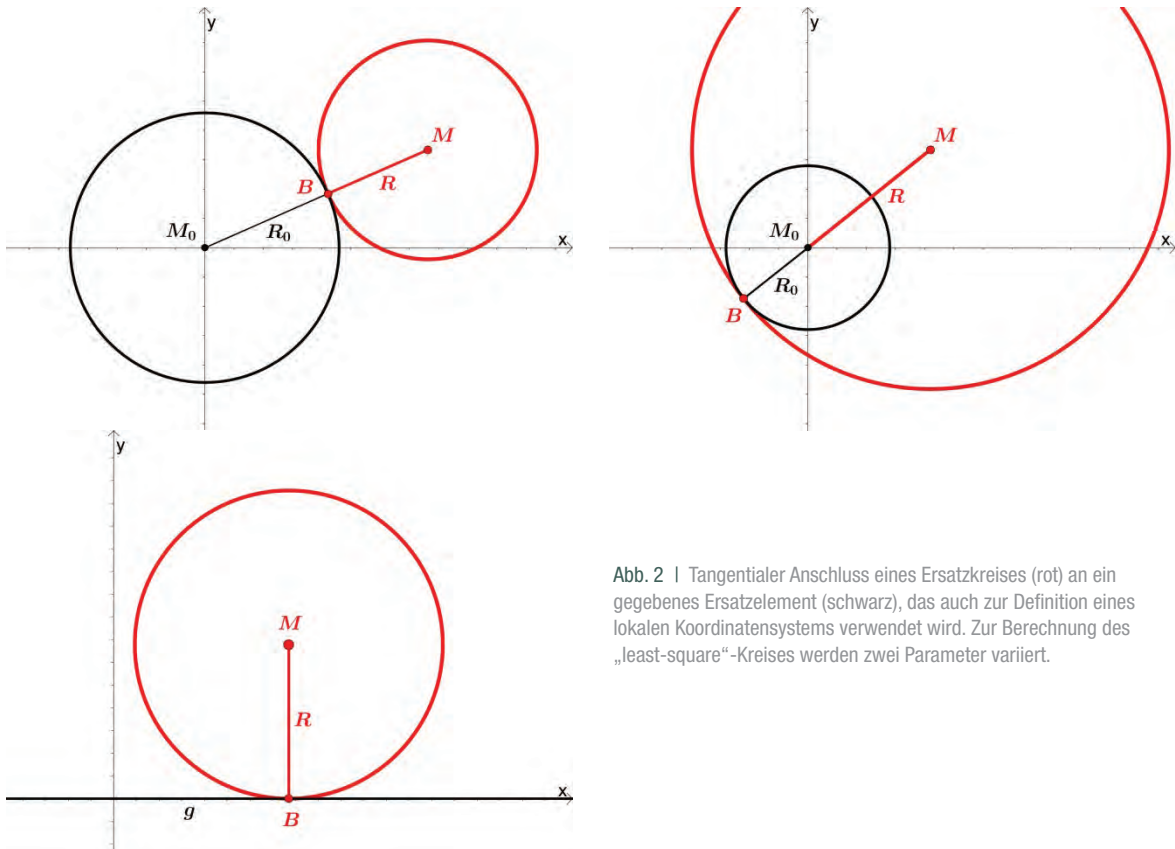 y
M
B
R
M₀
R₀
x
y
M
R
M₀
x
R₀
B
y
M
R
x
g
B
Abb. 2 | Tangentialer Anschluss eines Ersatzkreises (rot) an ein
gegebenes Ersatzelement (schwarz), das auch zur Definition eines
lokalen Koordinatensystems verwendet wird. Zur Berechnung des
„least-square“-Kreises werden zwei Parameter variiert.